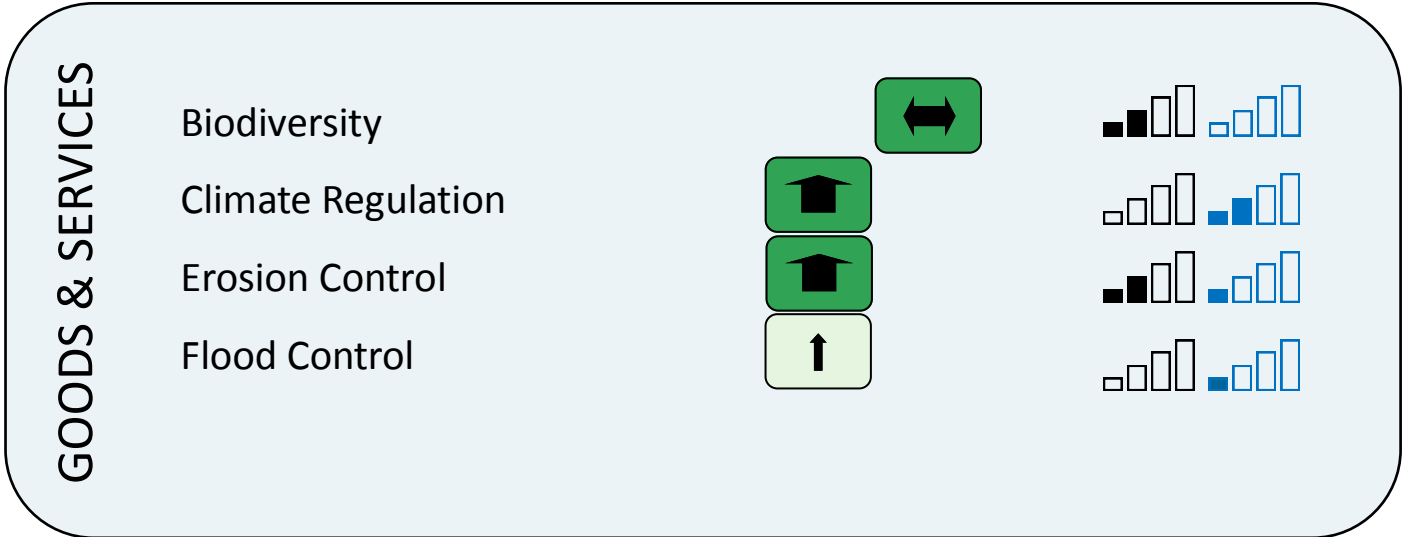 GOODS & SERVICES
Biodiversity
Climate Regulation
Erosion Control
Flood Control